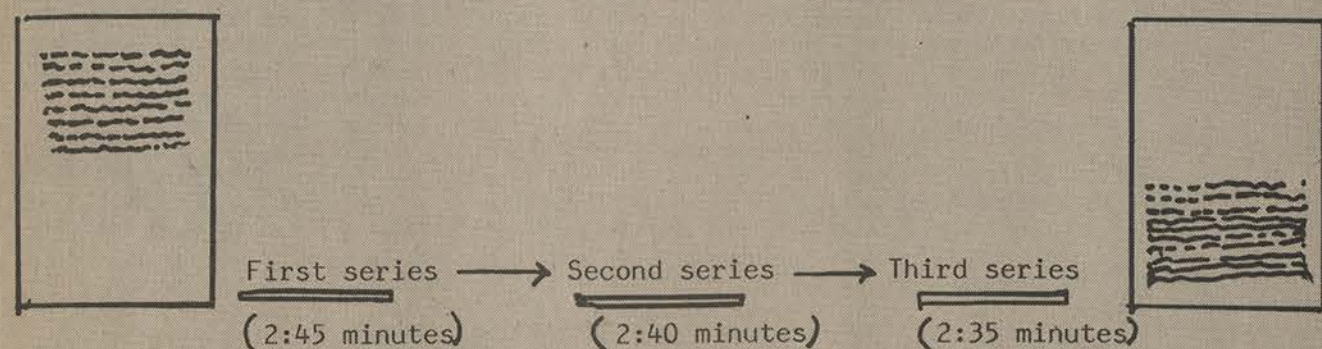 First series → Second series → Third series
(2:45 minutes) (2:40 minutes) (2:35 minutes)